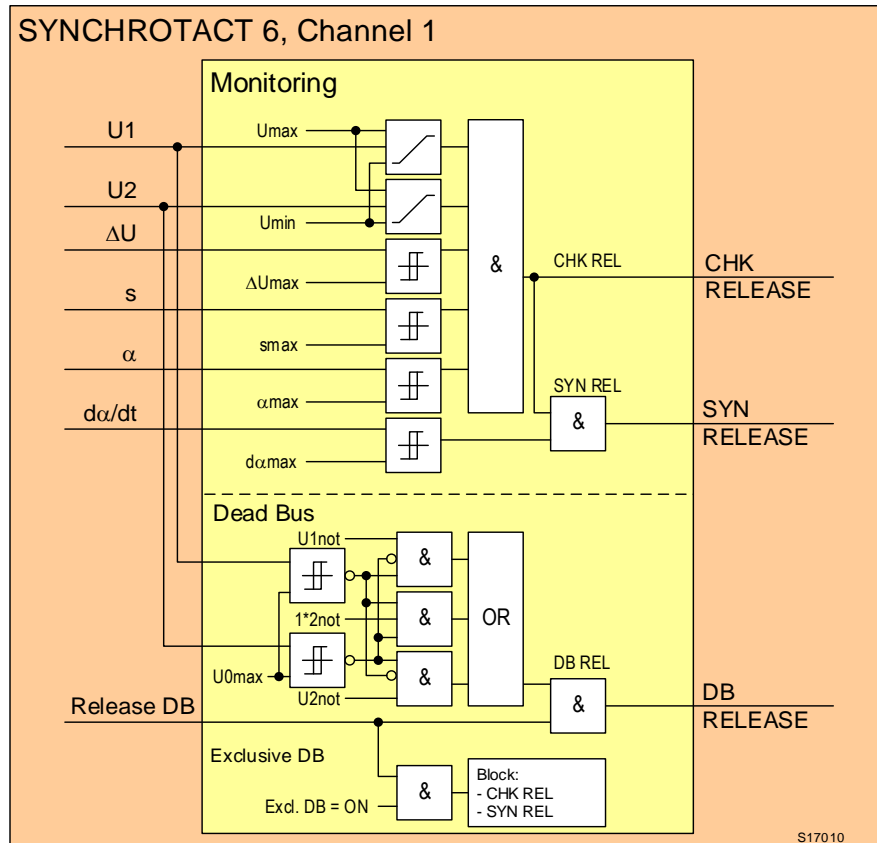 SYNCHROTACT 6, Channel 1
Monitoring
U1
Umax
U2
Umin
ΔU
ΔUmax
&
CHK REL
CHK
RELEASE
s
smax
α
αmax
SYN REL
&
SYN
RELEASE
dα/dt
dαmax
Dead Bus
U1not
&
1*2not
&
OR
U0max
U2not
&
DB REL
&
DB
RELEASE
Release DB
Exclusive DB
Excl. DB = ON
&
Block:
- CHK REL
- SYN REL
S17010